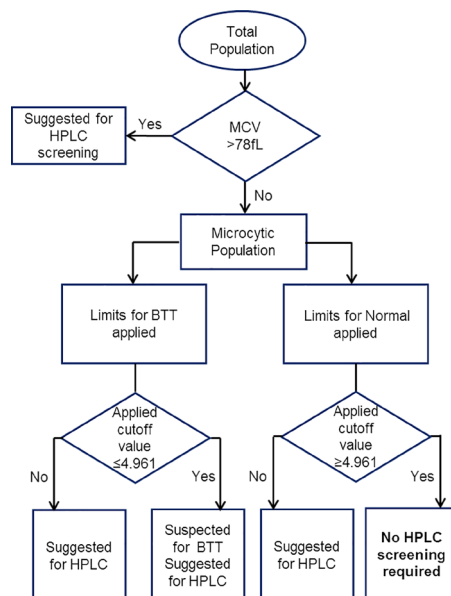 Total
Population
Suggested for
HPLC
screening
Yes
MCV
>78fL
No
Microcytic
Population
Limits for BTT
applied
Limits for Normal
applied
Applied
cutoff
value
≤4.961
Applied
cutoff
value
≥4.961
No
Yes
No
Yes
Suggested
for HPLC
Suspected
for BTT
Suggested
for HPLC
Suggested
for HPLC
No HPLC
screening
required